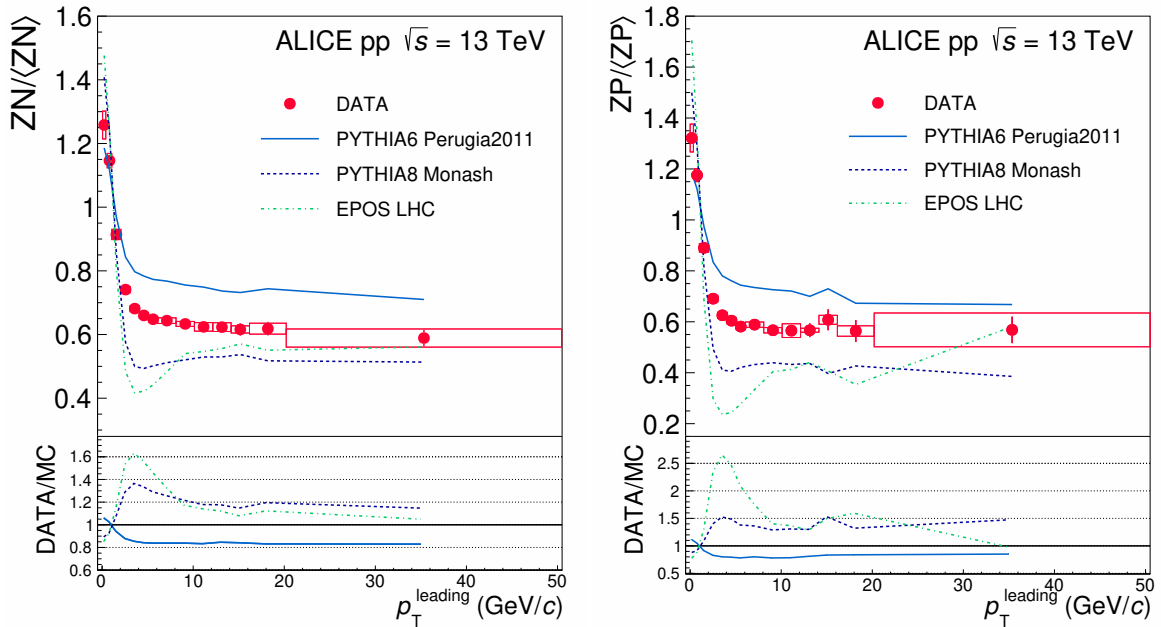 ZN/⟨ZN⟩
1.6
1.4
1.2
1
0.8
0.6
0.4
ALICE pp √s = 13 TeV
DATA
PYTHIA6 Perugia2011
PYTHIA8 Monash
EPOS LHC
DATA/MC
1.6
1.4
1.2
1
0.8
0.6
0 10 20 30 40 50
p_T^leading (GeV/c)
ZP/⟨ZP⟩
1.8
1.6
1.4
1.2
1
0.8
0.6
0.4
0.2
ALICE pp √s = 13 TeV
DATA
PYTHIA6 Perugia2011
PYTHIA8 Monash
EPOS LHC
DATA/MC
2.5
2
1.5
1
0.5
0 10 20 30 40 50
p_T^leading (GeV/c)